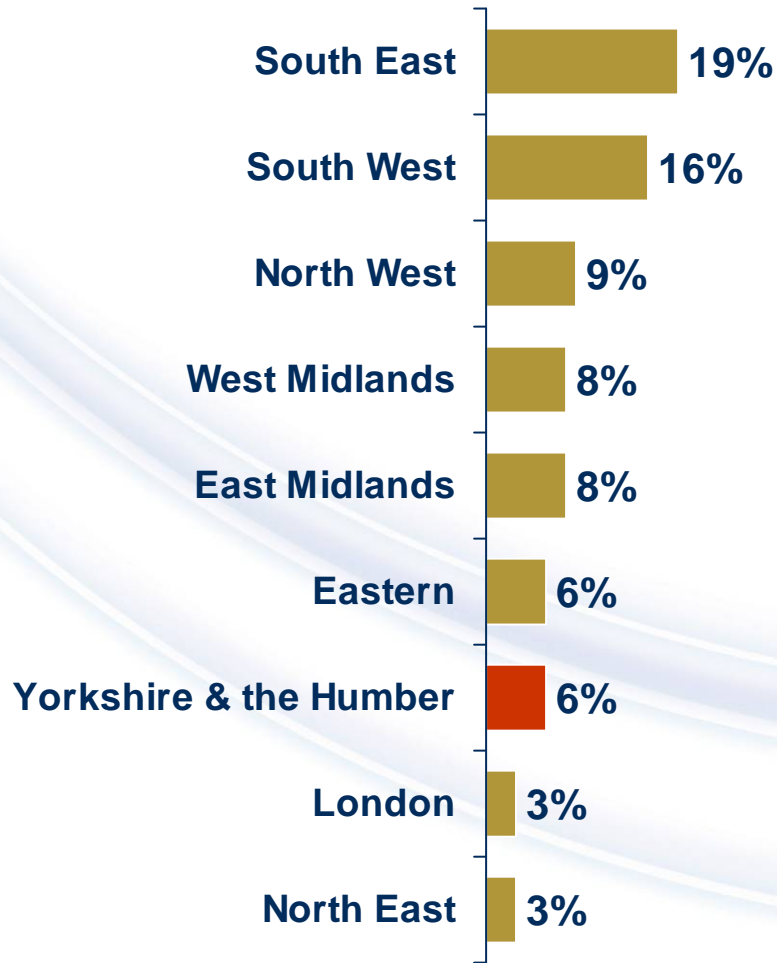 South East 19%
South West 16%
North West 9%
West Midlands 8%
East Midlands 8%
Eastern 6%
Yorkshire & the Humber 6%
London 3%
North East 3%